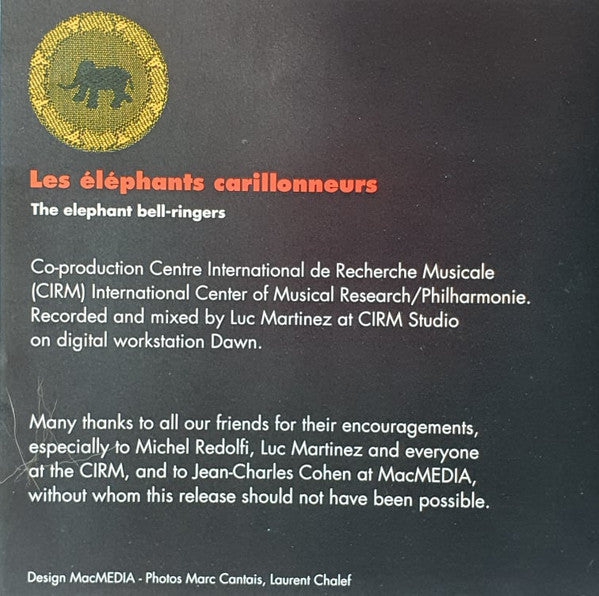 Les éléphants carillonneurs
The elephant bell-ringers
Co-production Centre International de Recherche Musicale
(CIRM) International Center of Musical Research/Philharmonie.
Recorded and mixed by Luc Martinez at CIRM Studio
on digital workstation Dawn.
Many thanks to all our friends for their encouragements,
especially to Michel Redolfi, Luc Martinez and everyone
at the CIRM, and to Jean-Charles Cohen at MacMEDIA,
without whom this release should not have been possible.
Design MacMEDIA - Photos Marc Cantais, Laurent Chalef